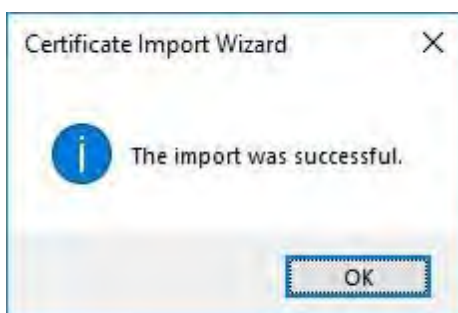 Certificate Import Wizard
The import was successful.
OK